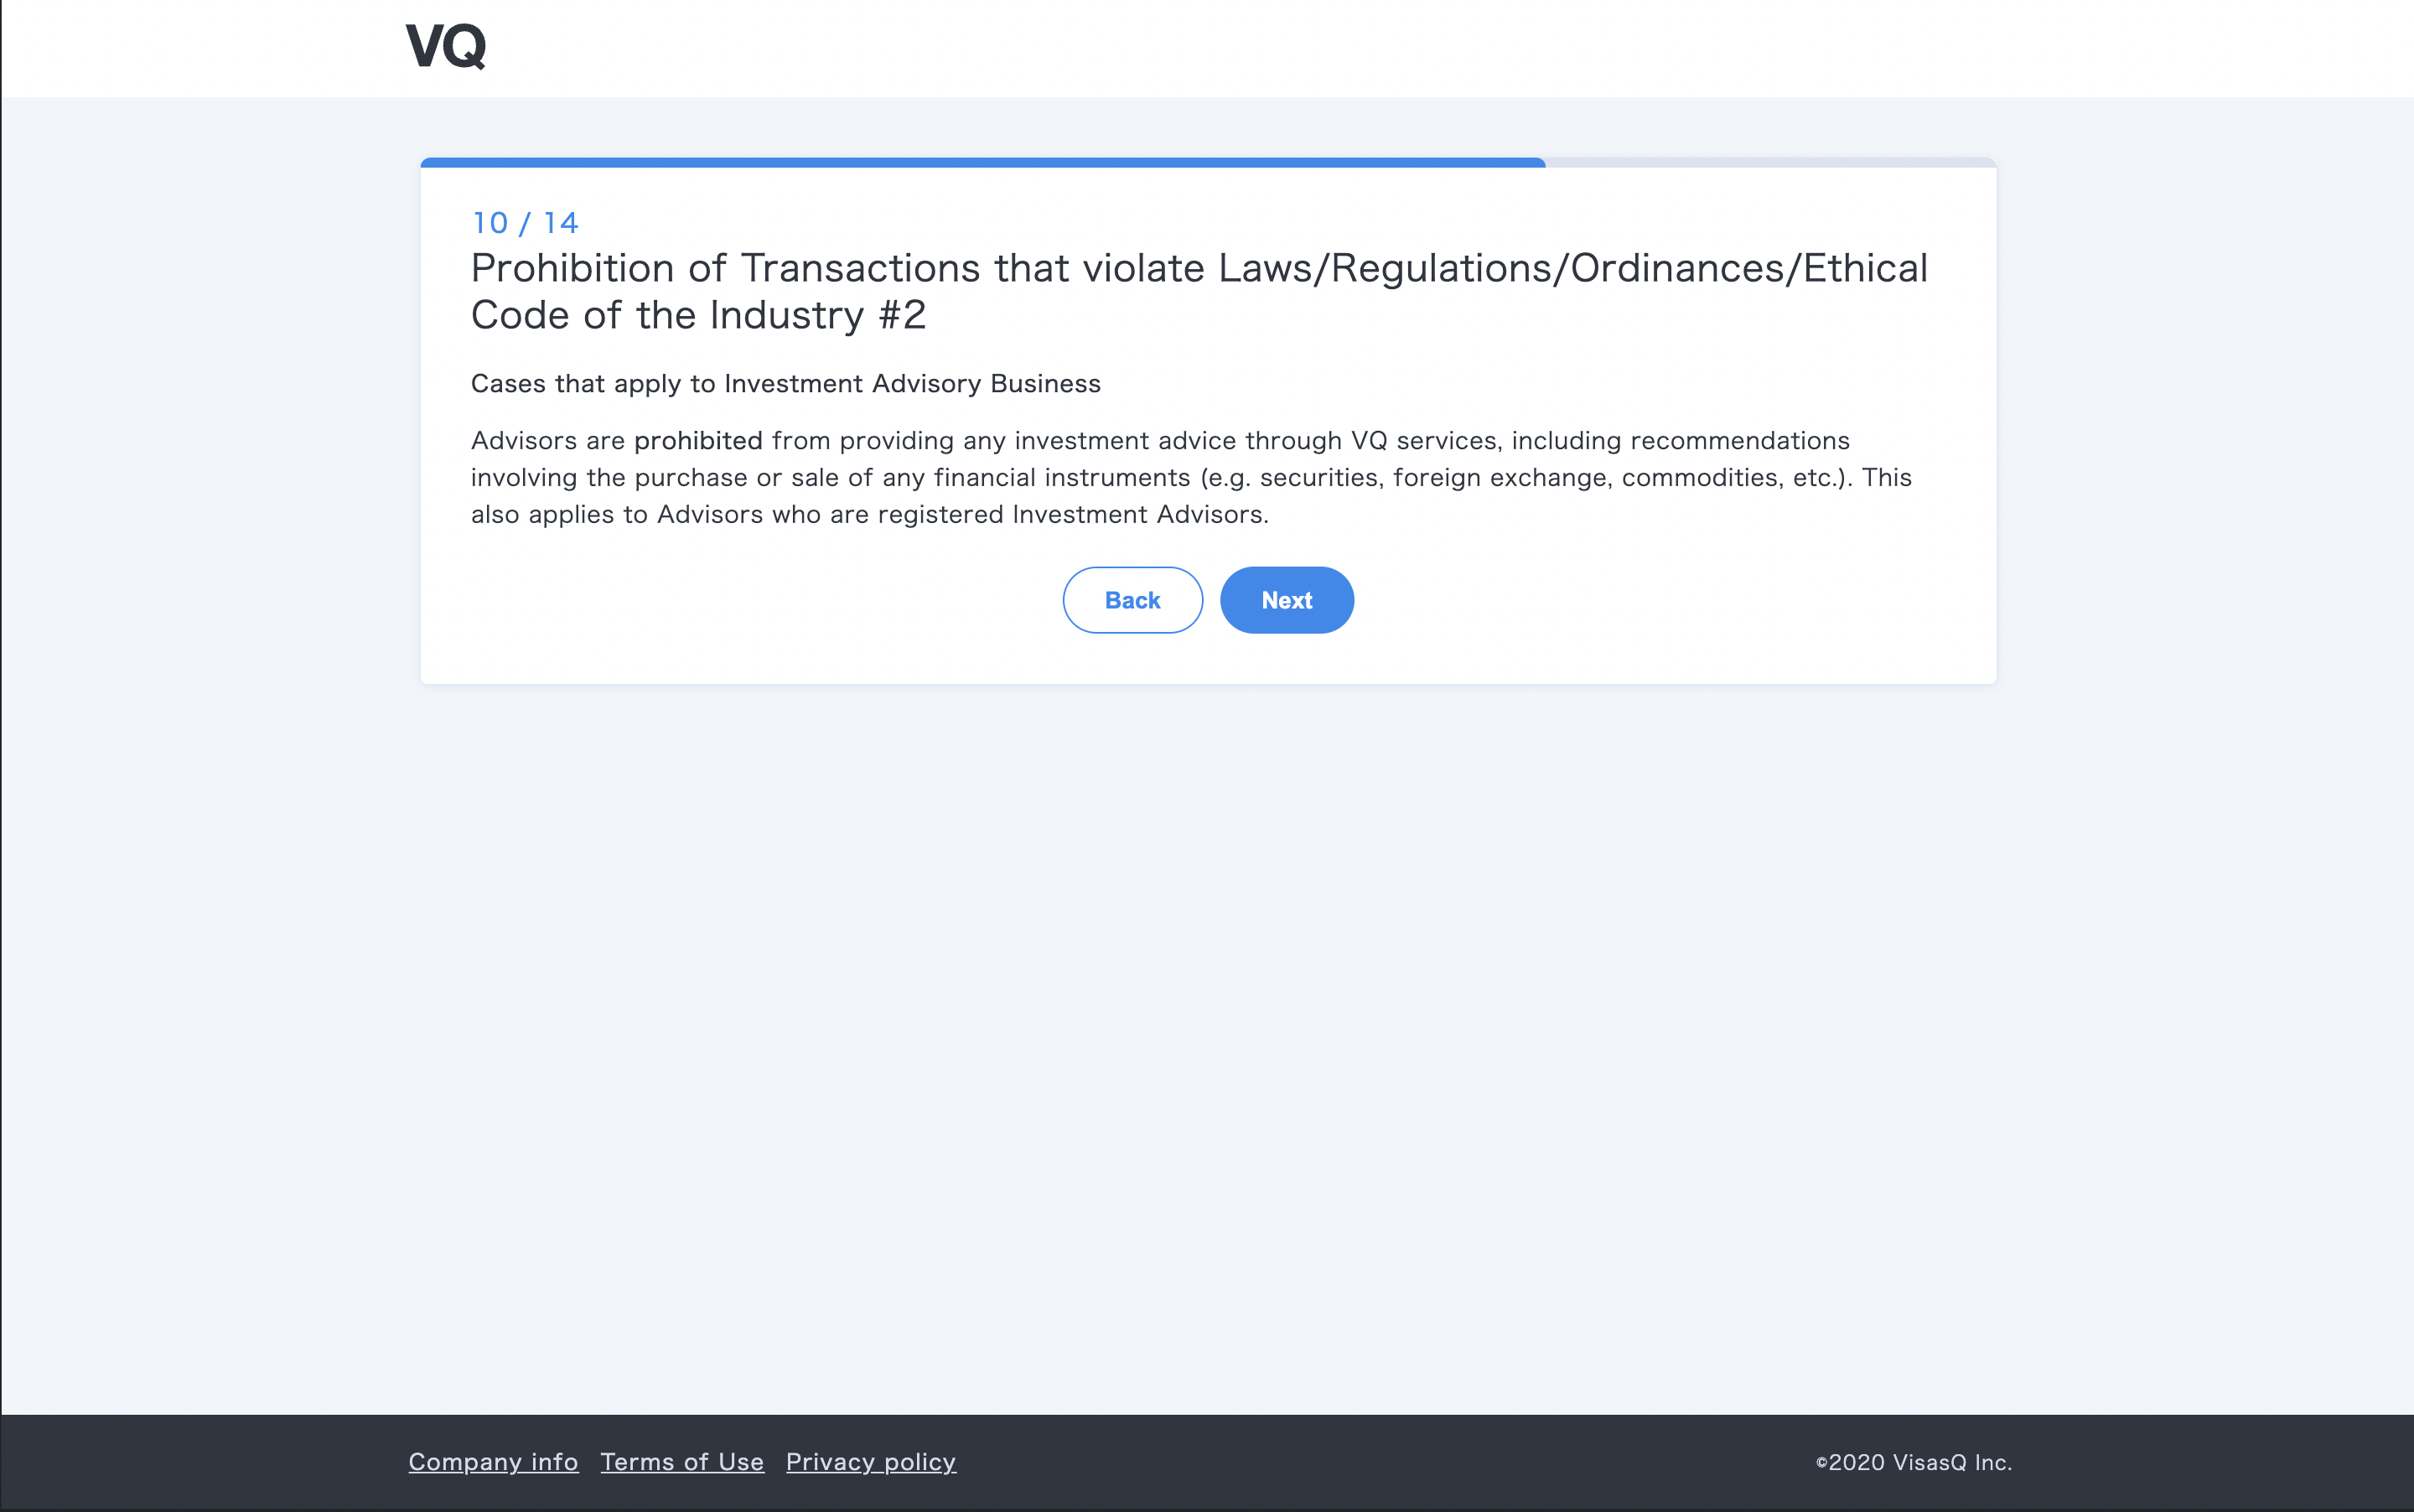 VQ
10 / 14
Prohibition of Transactions that violate Laws/Regulations/Ordinances/Ethical
Code of the Industry #2
Cases that apply to Investment Advisory Business
Advisors are prohibited from providing any investment advice through VQ services, including recommendations
involving the purchase or sale of any financial instruments (e.g. securities, foreign exchange, commodities, etc.). This
also applies to Advisors who are registered Investment Advisors.
Back Next
Company info Terms of Use Privacy policy ©2020 VisasQ Inc.